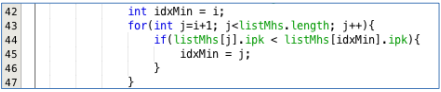 42 int idxMin = i;
43 for(int j=i+1; j<listMhs.length; j++){
44 if(listMhs[j].ipk < listMhs[idxMin].ipk){
45 idxMin = j;
46 }
47 }